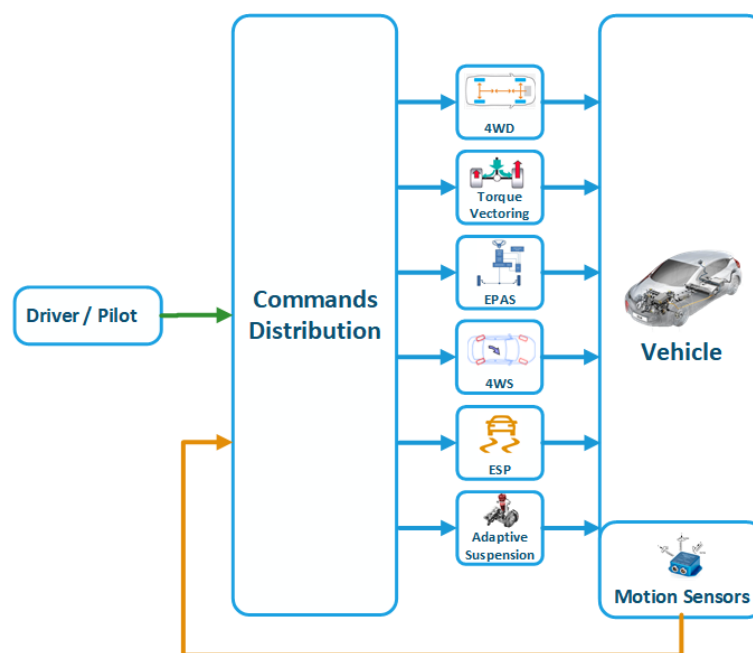 4WD
Torque
Vectoring
EPAS
Driver / Pilot
Commands
Distribution
4WS
Vehicle
ESP
Adaptive
Suspension
Motion Sensors